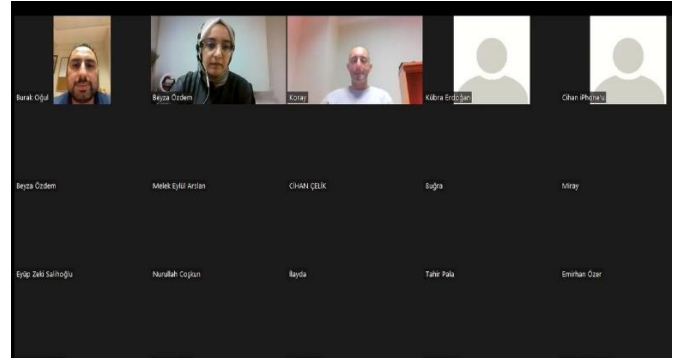 Burak Oğul
Beyza Özdem
Koray
Kübra Erdoğan
Cihan iPhone'u
Beyza Özdem
Melek Eylül Arslan
CİHAN ÇELİK
Buğra
Miray
Eyüp Zeki Salihoğlu
Nurullah Coşkun
İlayda
Tahir Pala
Emirhan Özer